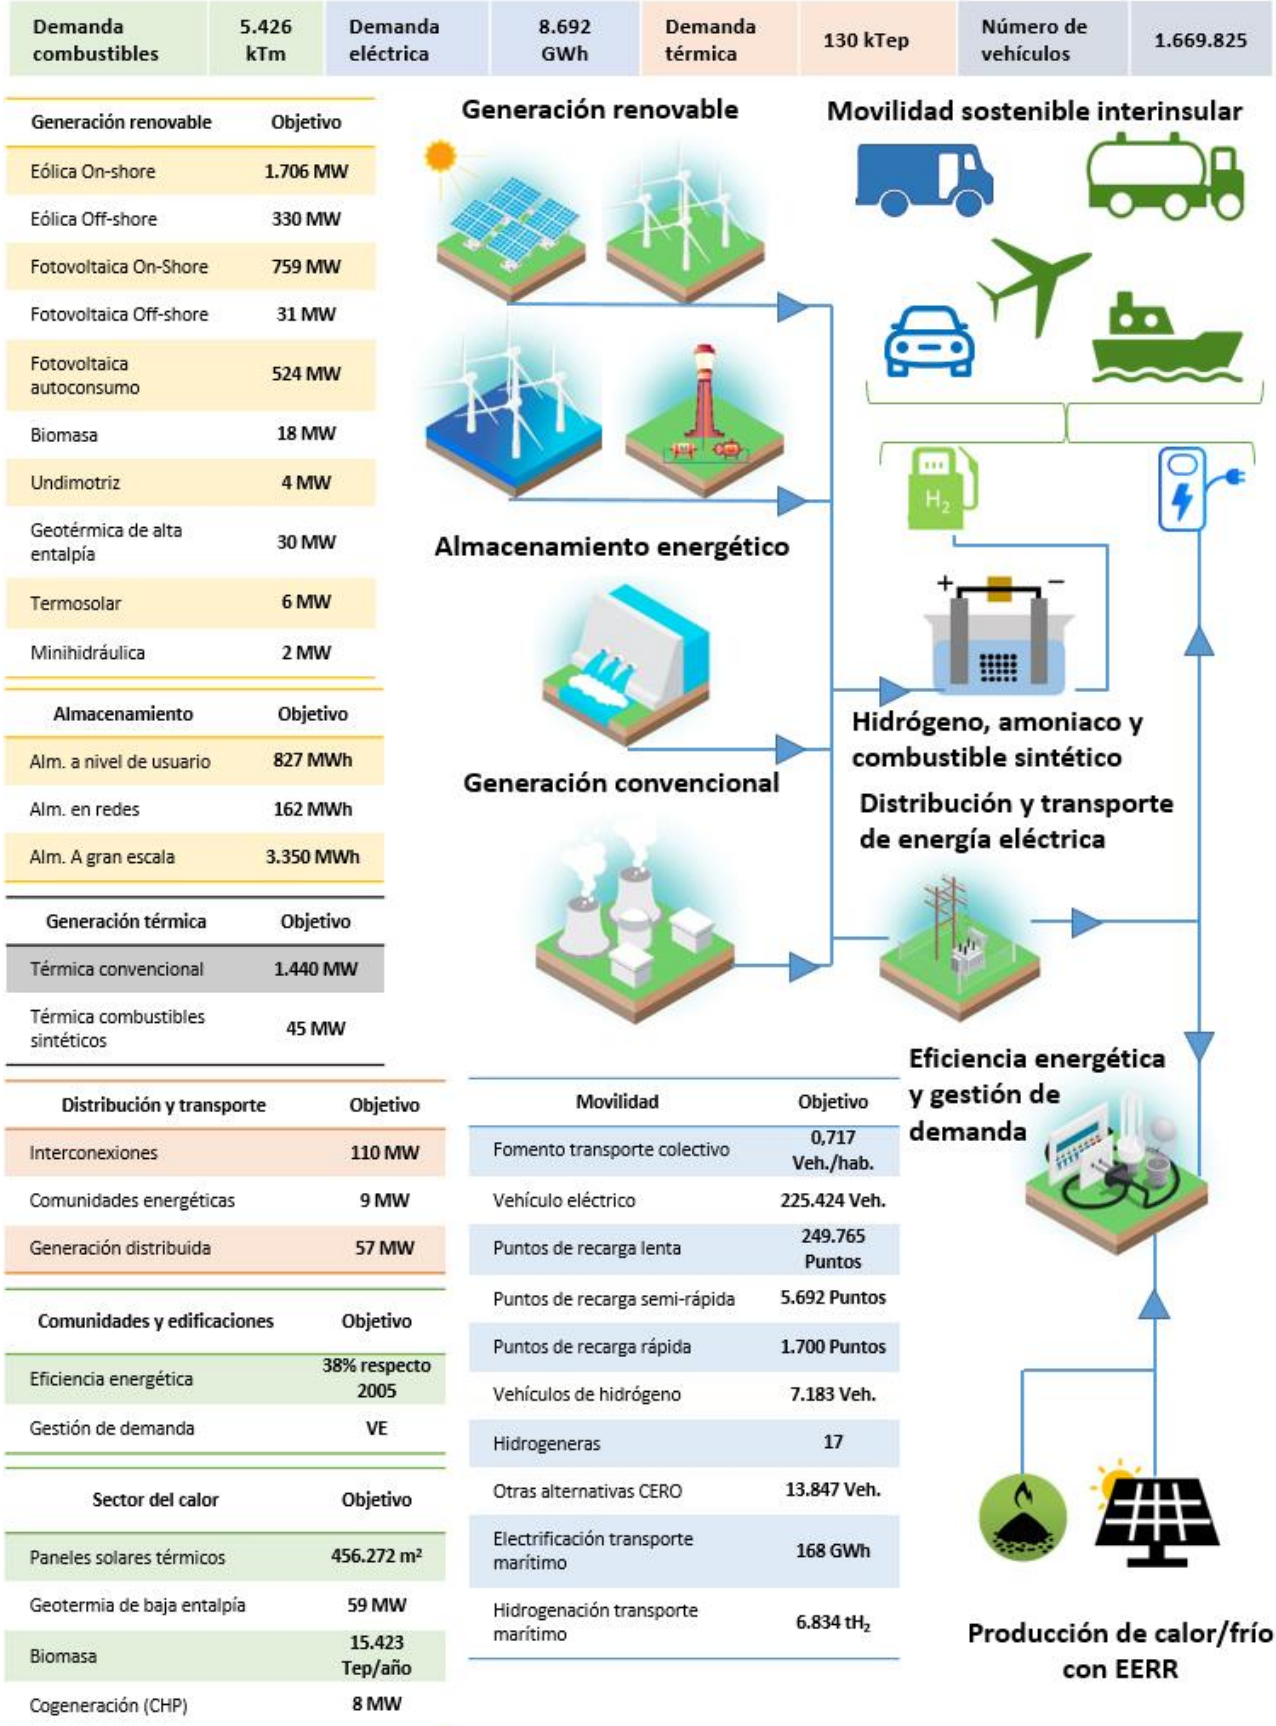 Demanda combustibles
5.426 kTm
Demanda eléctrica
8.692 GWh
Demanda térmica
130 kTep
Número de vehículos
1.669.825
Generación renovable Objetivo
Eólica On-shore 1.706 MW
Eólica Off-shore 330 MW
Fotovoltaica On-Shore 759 MW
Fotovoltaica Off-shore 31 MW
Fotovoltaica autoconsumo 524 MW
Biomasa 18 MW
Undimotriz 4 MW
Geotérmica de alta entalpía 30 MW
Termosolar 6 MW
Minihidráulica 2 MW
Almacenamiento Objetivo
Alm. a nivel de usuario 827 MWh
Alm. en redes 162 MWh
Alm. A gran escala 3.350 MWh
Generación térmica Objetivo
Térmica convencional 1.440 MW
Térmica combustibles sintéticos 45 MW
Distribución y transporte Objetivo
Interconexiones 110 MW
Comunidades energéticas 9 MW
Generación distribuida 57 MW
Comunidades y edificaciones Objetivo
Eficiencia energética 38% respecto 2005
Gestión de demanda VE
Sector del calor Objetivo
Paneles solares térmicos 456.272 m²
Geotermia de baja entalpía 59 MW
Biomasa 15.423 Tep/año
Cogeneración (CHP) 8 MW
Generación renovable
Movilidad sostenible interinsular
H₂
Almacenamiento energético
+ −
Hidrógeno, amoniaco y
combustible sintético
Generación convencional
Distribución y transporte
de energía eléctrica
Eficiencia energética
y gestión de
demanda
Movilidad Objetivo
Fomento transporte colectivo 0,717 Veh./hab.
Vehículo eléctrico 225.424 Veh.
Puntos de recarga lenta 249.765 Puntos
Puntos de recarga semi-rápida 5.692 Puntos
Puntos de recarga rápida 1.700 Puntos
Vehículos de hidrógeno 7.183 Veh.
Hidrogeneras 17
Otras alternativas CERO 13.847 Veh.
Electrificación transporte marítimo 168 GWh
Hidrogenación transporte marítimo 6.834 tH₂
Producción de calor/frío
con EERR